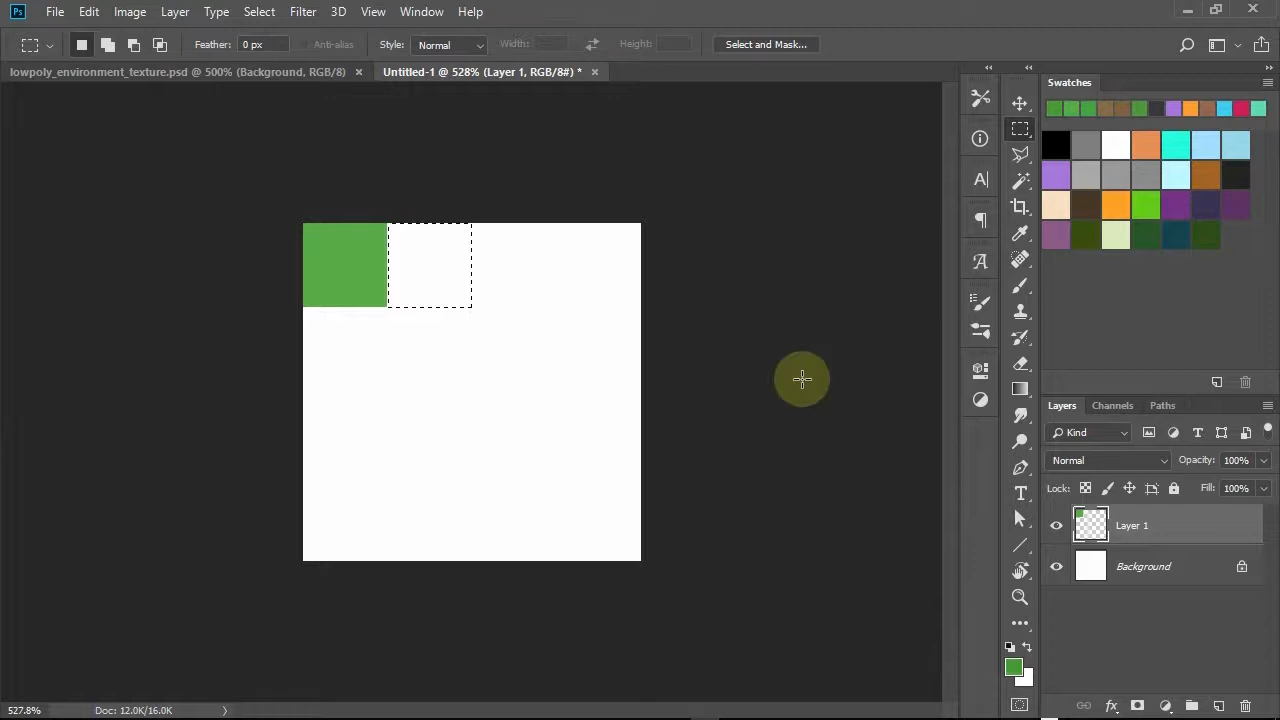 Ps File Edit Image Layer Type Select Filter 3D View Window Help
Feather: 0 px Anti-alias Style: Normal Width: Height: Select and Mask...
lowpoly_environment_texture.psd @ 500% (Background, RGB/8) × Untitled-1 @ 528% (Layer 1, RGB/8#) * ×
Swatches
Layers Channels Paths
Kind
Normal Opacity: 100%
Lock: Fill: 100%
Layer 1
Background
fx
527.8% Doc: 12.0K/16.0K